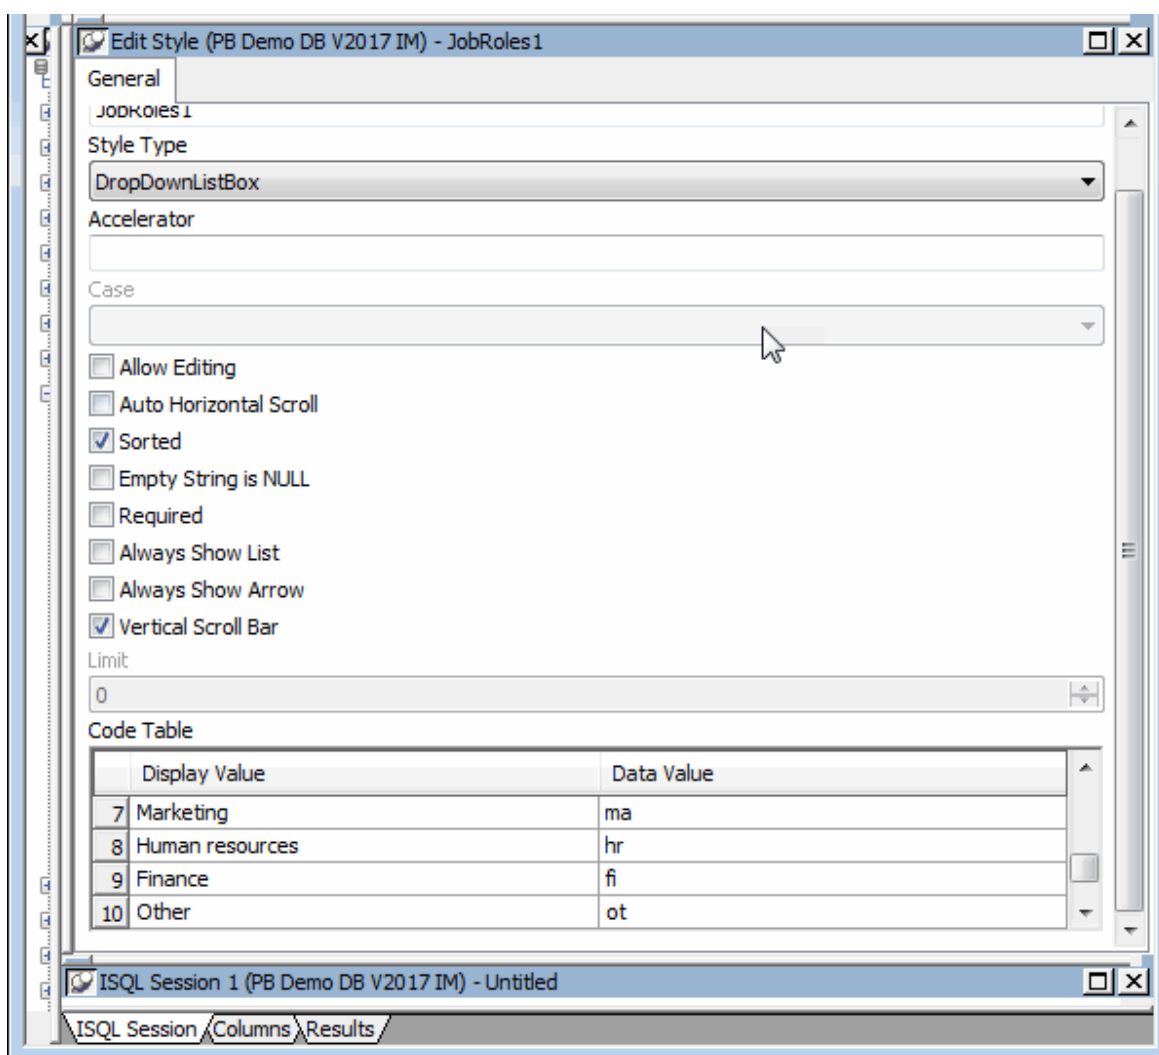 Edit Style (PB Demo DB V2017 IM) - JobRoles1
General
JobRoles1
Style Type
DropDownListBox
Accelerator
Case
Allow Editing
Auto Horizontal Scroll
Sorted
Empty String is NULL
Required
Always Show List
Always Show Arrow
Vertical Scroll Bar
Limit
0
Code Table
Display Value Data Value
7 Marketing ma
8 Human resources hr
9 Finance fi
10 Other ot
ISQL Session 1 (PB Demo DB V2017 IM) - Untitled
ISQL Session Columns Results